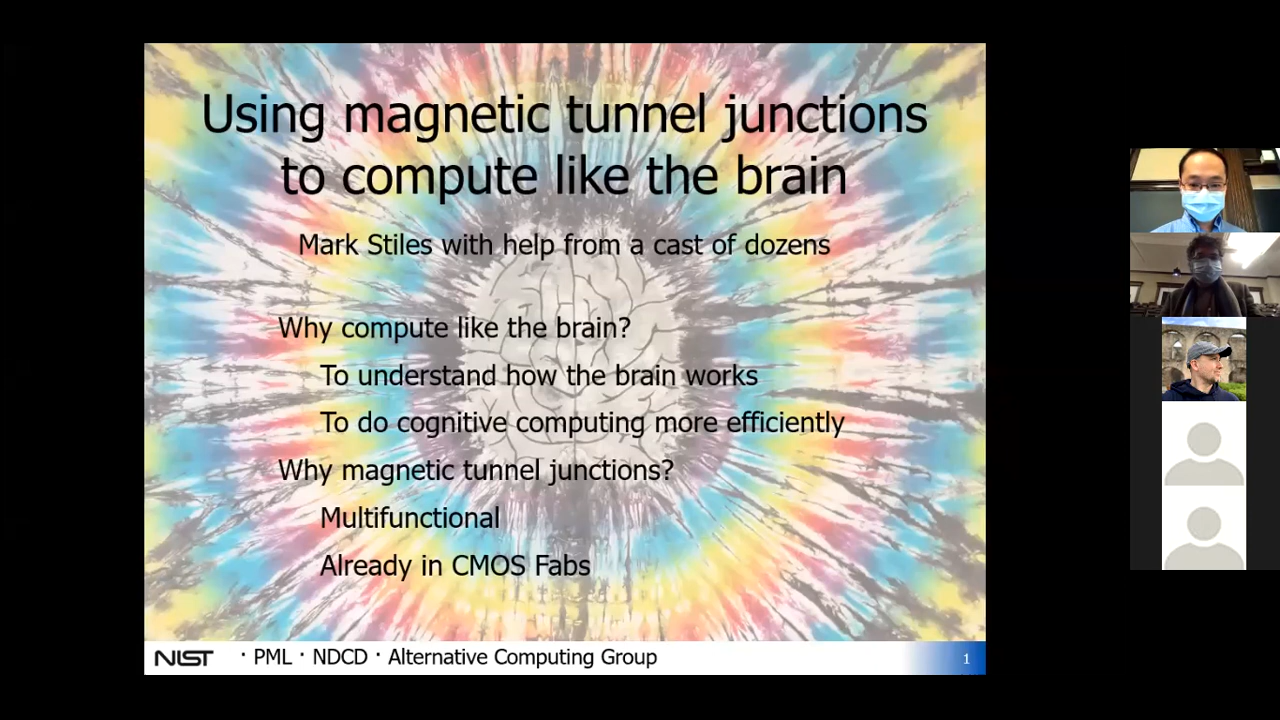 Using magnetic tunnel junctions
to compute like the brain
Mark Stiles with help from a cast of dozens
Why compute like the brain?
To understand how the brain works
To do cognitive computing more efficiently
Why magnetic tunnel junctions?
Multifunctional
Already in CMOS Fabs
NIST · PML · NDCD · Alternative Computing Group 1